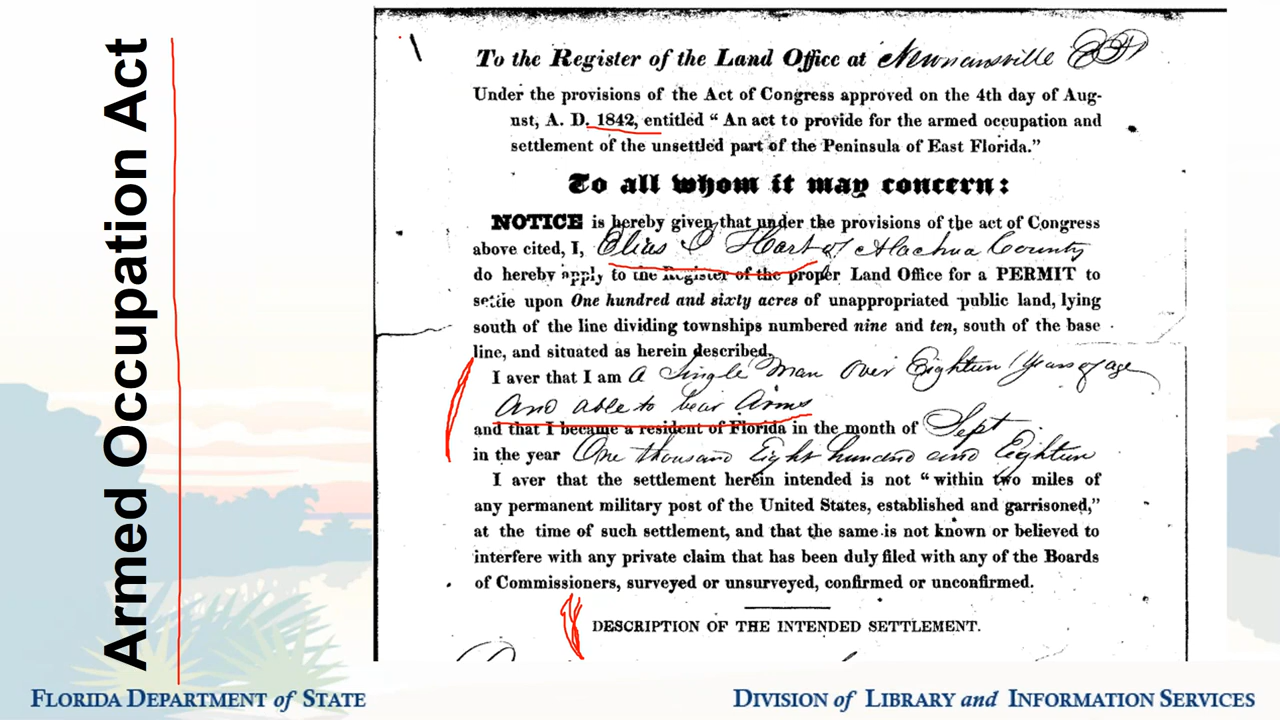 Armed Occupation Act
To the Register of the Land Office at Newnansville
Under the provisions of the Act of Congress approved on the 4th day of Aug-
ust, A. D. 1842, entitled “ An act to provide for the armed occupation and
settlement of the unsettled part of the Peninsula of East Florida.”
To all whom it may concern:
NOTICE is hereby given that under the provisions of the act of Congress
above cited, I, Elias Hart of Alachua County
do hereby apply to the Register of the proper Land Office for a PERMIT to
settle upon One hundred and sixty acres of unappropriated public land, lying
south of the line dividing townships numbered nine and ten, south of the base
line, and situated as herein described.
I aver that I am a Single Man Over Eighteen Years of age
And able to bear Arms
and that I became a resident of Florida in the month of Sept
in the year One thousand Eight hundred and Eighteen
I aver that the settlement herein intended is not “ within two miles of
any permanent military post of the United States, established and garrisoned,”
at the time of such settlement, and that the same is not known or believed to
interfere with any private claim that has been duly filed with any of the Boards
of Commissioners, surveyed or unsurveyed, confirmed or unconfirmed.
DESCRIPTION OF THE INTENDED SETTLEMENT.
FLORIDA DEPARTMENT of STATE
DIVISION of LIBRARY and INFORMATION SERVICES